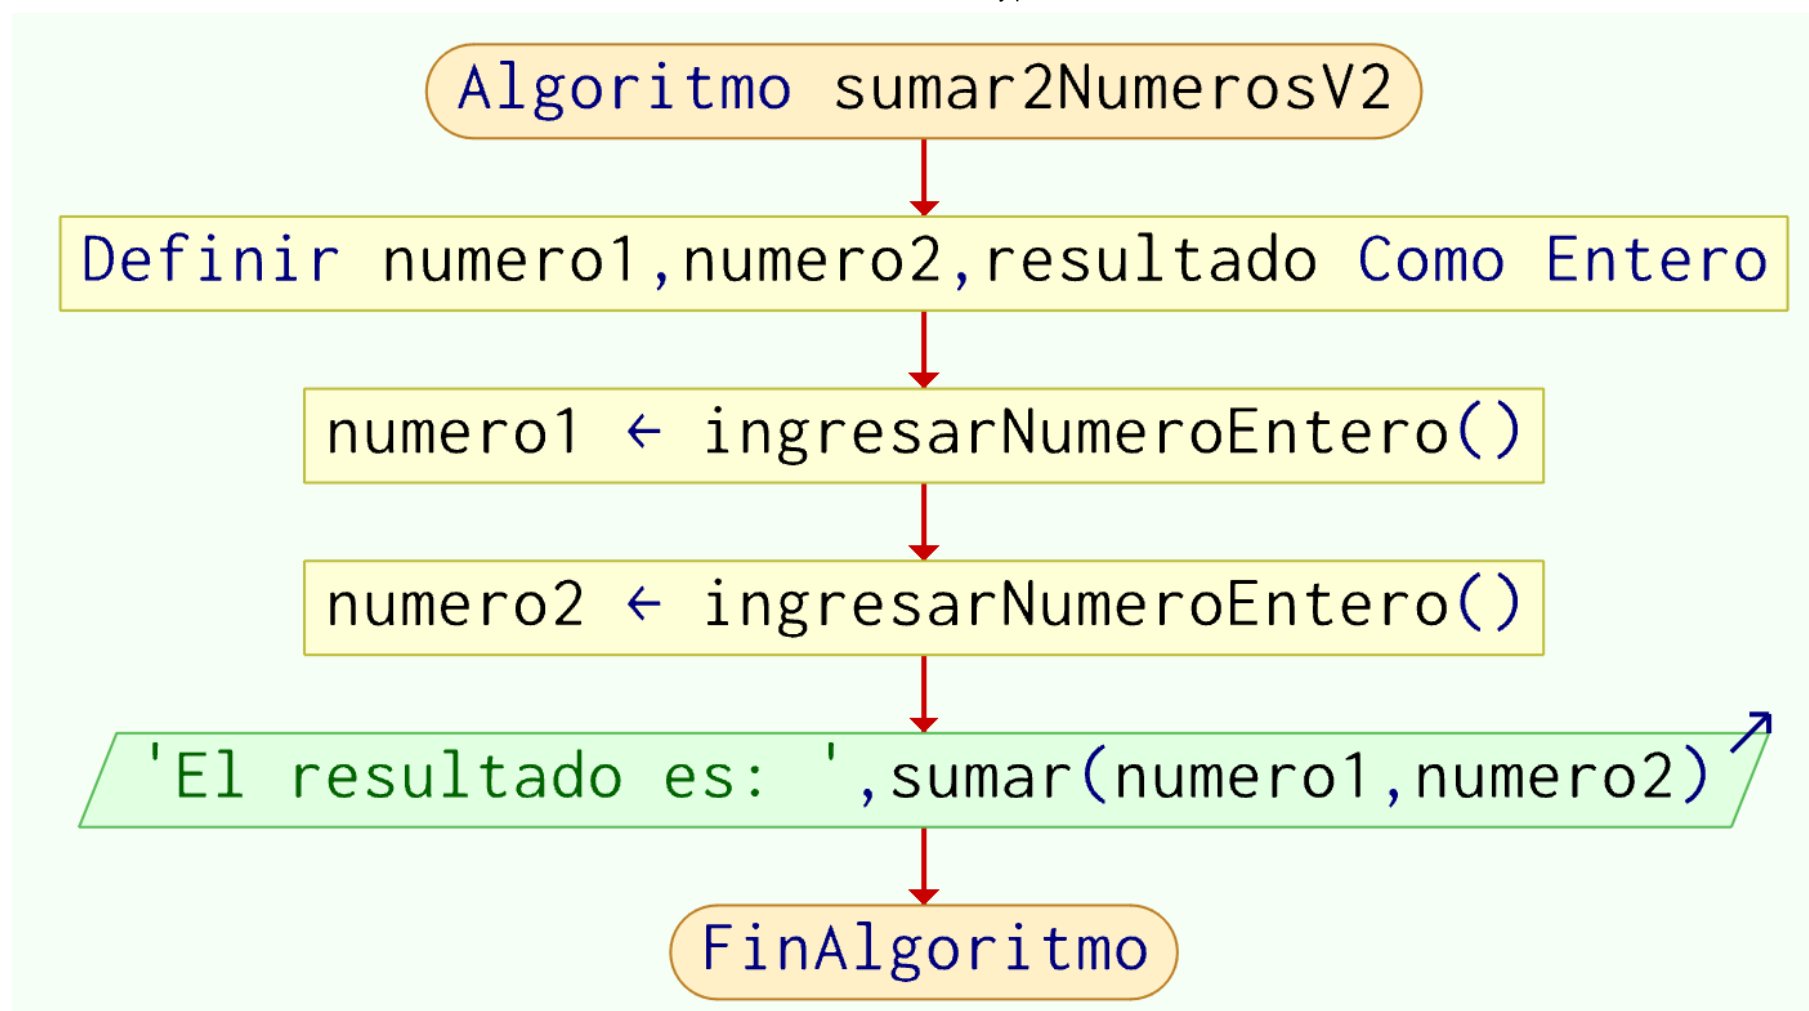 Algoritmo sumar2NumerosV2
Definir numero1,numero2,resultado Como Entero
numero1 ← ingresarNumeroEntero()
numero2 ← ingresarNumeroEntero()
'El resultado es: ',sumar(numero1,numero2)
FinAlgoritmo